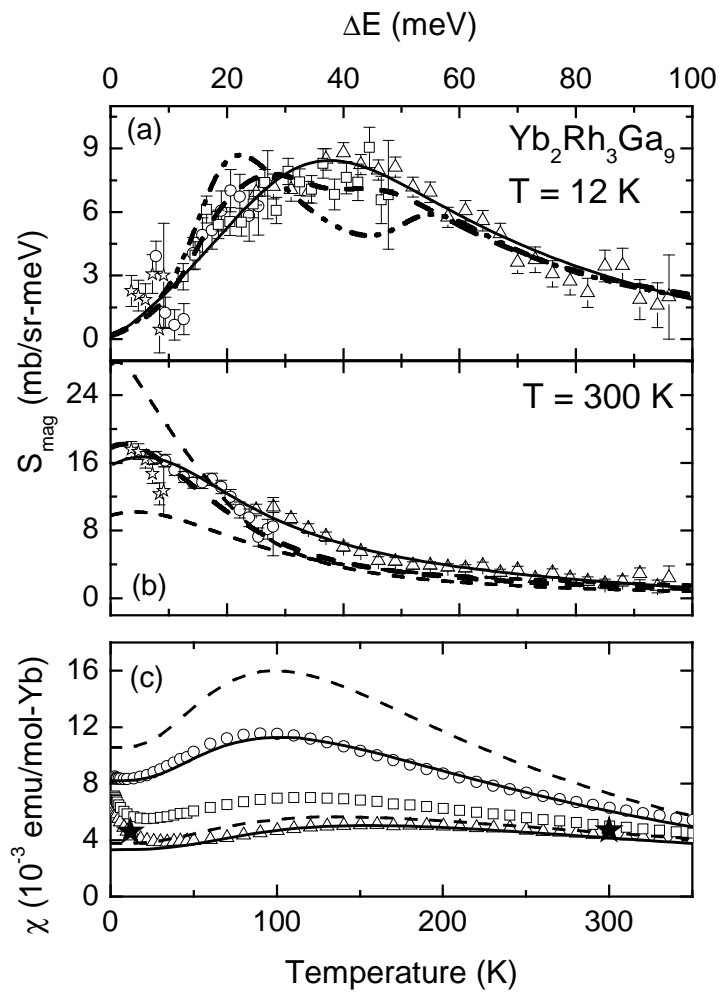 ΔE (meV)
0 20 40 60 80 100
(a)
Yb₂Rh₃Ga₉
T = 12 K
9
6
3
0
S_mag (mb/sr-meV)
T = 300 K
24
16
8
0
(b)
(c)
16
12
8
4
0
χ (10⁻³ emu/mol-Yb)
0 100 200 300
Temperature (K)